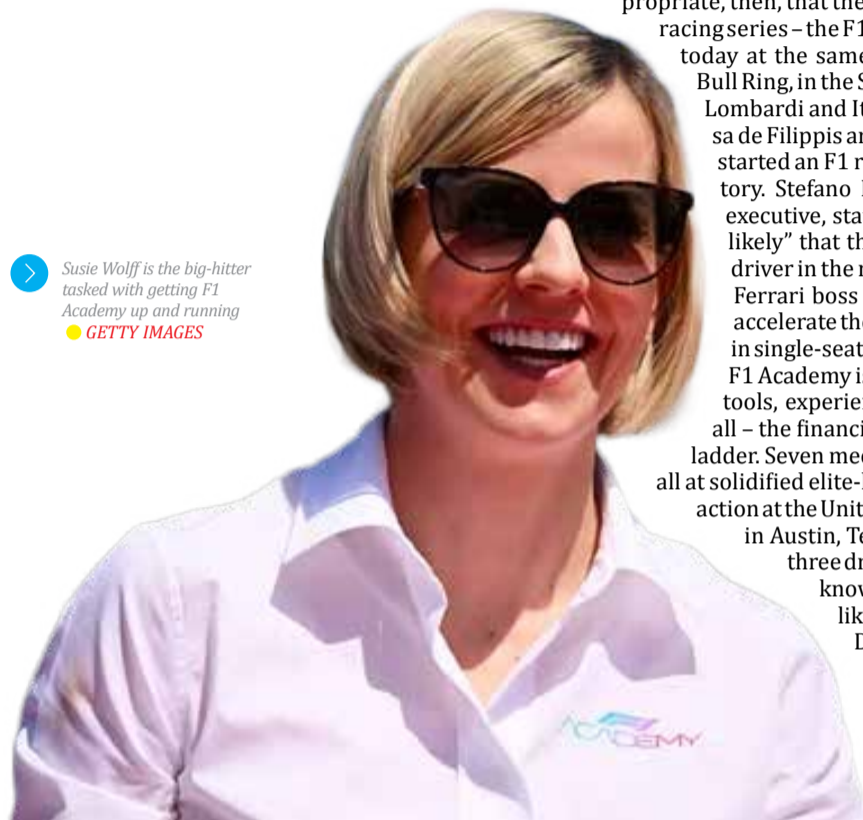 propriate, then, that the
racing series – the F1
today at the same
Bull Ring, in the S
Lombardi and It
sa de Filippis an
started an F1 r
tory. Stefano
executive, sta
likely” that th
driver in the n
Ferrari boss
accelerate the
in single-seat
F1 Academy is
tools, experie
all – the financi
ladder. Seven mee
all at solidified elite-l
action at the Unit
in Austin, Te
three dr
know
lik
D
Susie Wolff is the big-hitter
tasked with getting F1
Academy up and running
GETTY IMAGES
ACADEMY